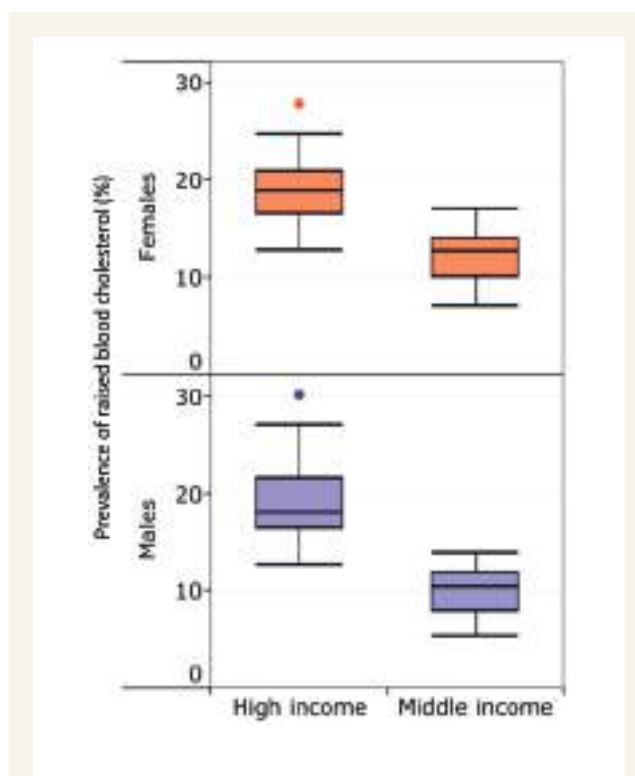 Prevalence of raised blood cholesterol (%)
Females
30
20
10
0
Males
30
20
10
0
High income
Middle income